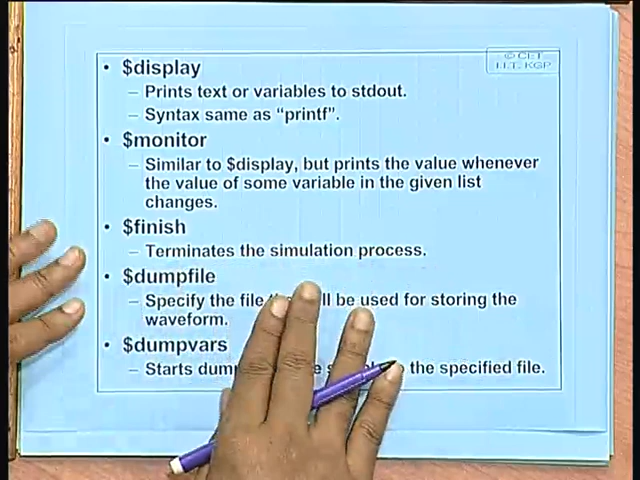 © CET
I.I.T. KGP
• $display
– Prints text or variables to stdout.
– Syntax same as “printf”.
• $monitor
– Similar to $display, but prints the value whenever
the value of some variable in the given list
changes.
• $finish
– Terminates the simulation process.
• $dumpfile
– Specify the file be used for storing the
waveform.
• $dumpvars
– Starts the specified file.